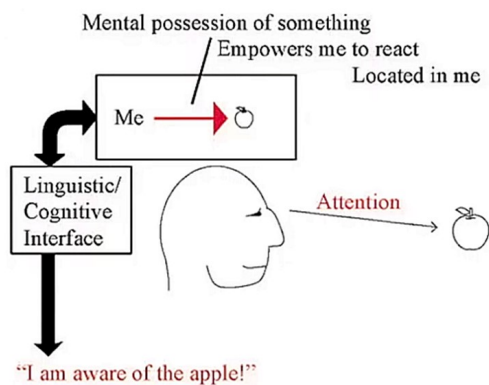 Mental possession of something
Empowers me to react
Located in me
Me
Linguistic/
Cognitive
Interface
Attention
“I am aware of the apple!”